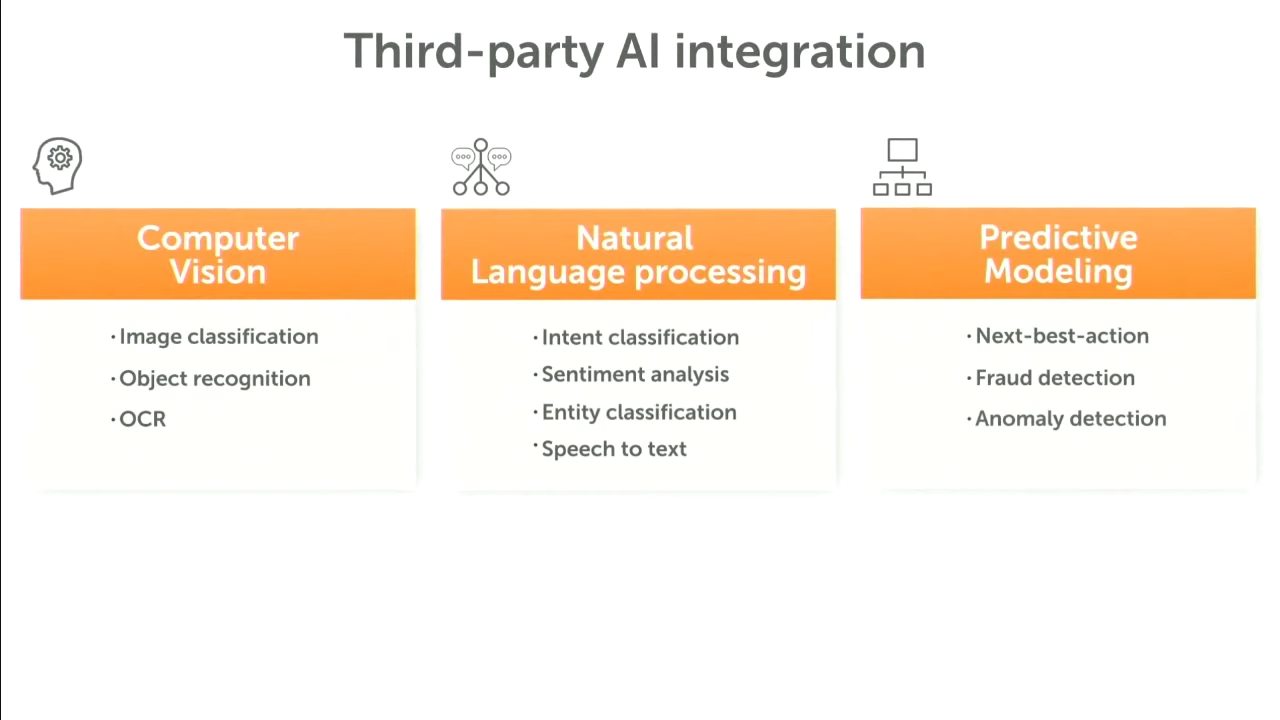 Third-party AI integration
Computer
Vision
· Image classification
· Object recognition
· OCR
Natural
Language processing
· Intent classification
· Sentiment analysis
· Entity classification
· Speech to text
Predictive
Modeling
· Next-best-action
· Fraud detection
· Anomaly detection